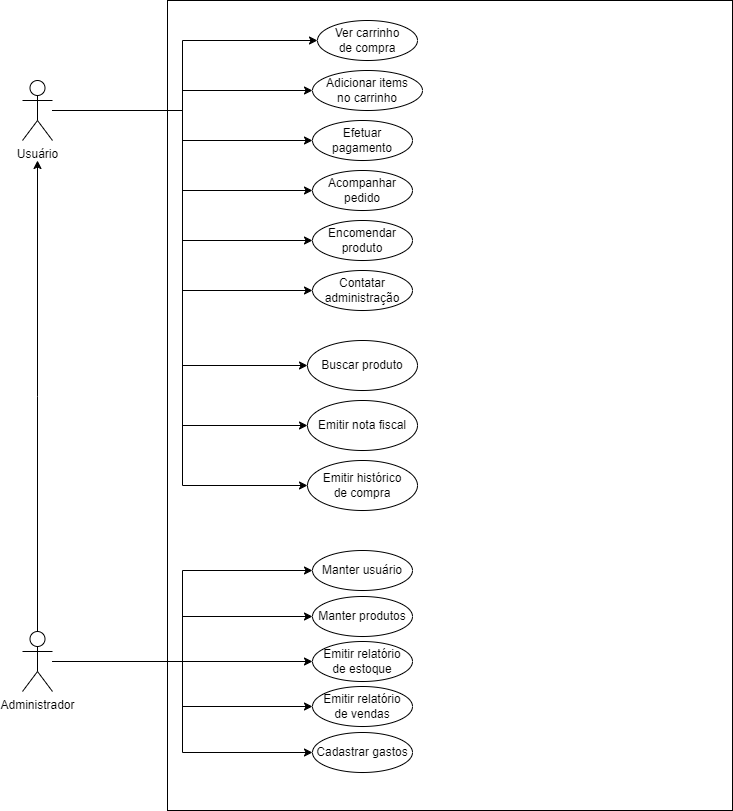 Ver carrinho
de compra
Adicionar items
no carrinho
Efetuar
pagamento
Usuário
Acompanhar
pedido
Encomendar
produto
Contatar
administração
Buscar produto
Emitir nota fiscal
Emitir histórico
de compra
Manter usuário
Manter produtos
Emitir relatório
de estoque
Administrador
Emitir relatório
de vendas
Cadastrar gastos